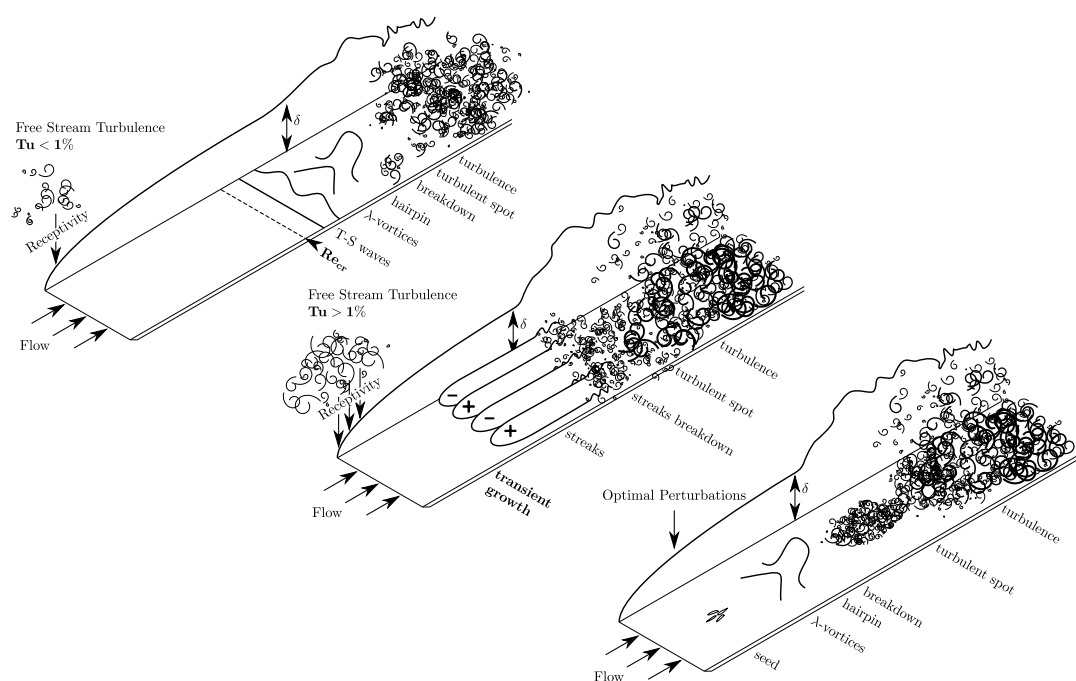 Free Stream Turbulence
Tu < 1%
Receptivity
Flow
δ
turbulence
turbulent spot
breakdown
hairpin
λ-vortices
T-S waves
Re_cr
Free Stream Turbulence
Tu > 1%
Receptivity
Flow
δ
−
+
−
+
turbulence
turbulent spot
streaks breakdown
streaks
transient
growth
Optimal Perturbations
Flow
δ
turbulence
turbulent spot
breakdown
hairpin
λ-vortices
seed